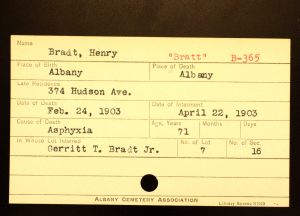 Name
Bradt, Henry "Bratt" B-365
Place of Birth Place of Death
Albany Albany
Late Residence
374 Hudson Ave.
Date of Death Date of Interment
Feb. 24, 1903 April 22, 1903
Cause of Death Age, Years Months Days
Asphyxia 71
In Whose Lot Interred No. of Lot No. of Sec.
Gerritt T. Bradt Jr. 7 16
ALBANY CEMETERY ASSOCIATION
Library Bureau